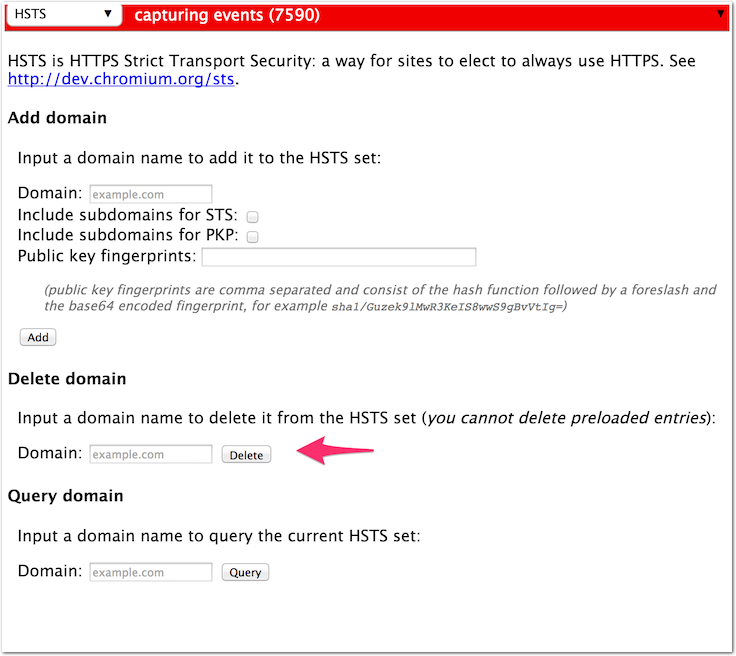 HSTS ▼ capturing events (7590) ▼
HSTS is HTTPS Strict Transport Security: a way for sites to elect to always use HTTPS. See
http://dev.chromium.org/sts.
Add domain
Input a domain name to add it to the HSTS set:
Domain: example.com
Include subdomains for STS:
Include subdomains for PKP:
Public key fingerprints:
(public key fingerprints are comma separated and consist of the hash function followed by a foreslash and
the base64 encoded fingerprint, for example sha1/Guzek9lMwR3KeIS8wwS9gBvVtIg=)
Add
Delete domain
Input a domain name to delete it from the HSTS set (you cannot delete preloaded entries):
Domain: example.com Delete
Query domain
Input a domain name to query the current HSTS set:
Domain: example.com Query